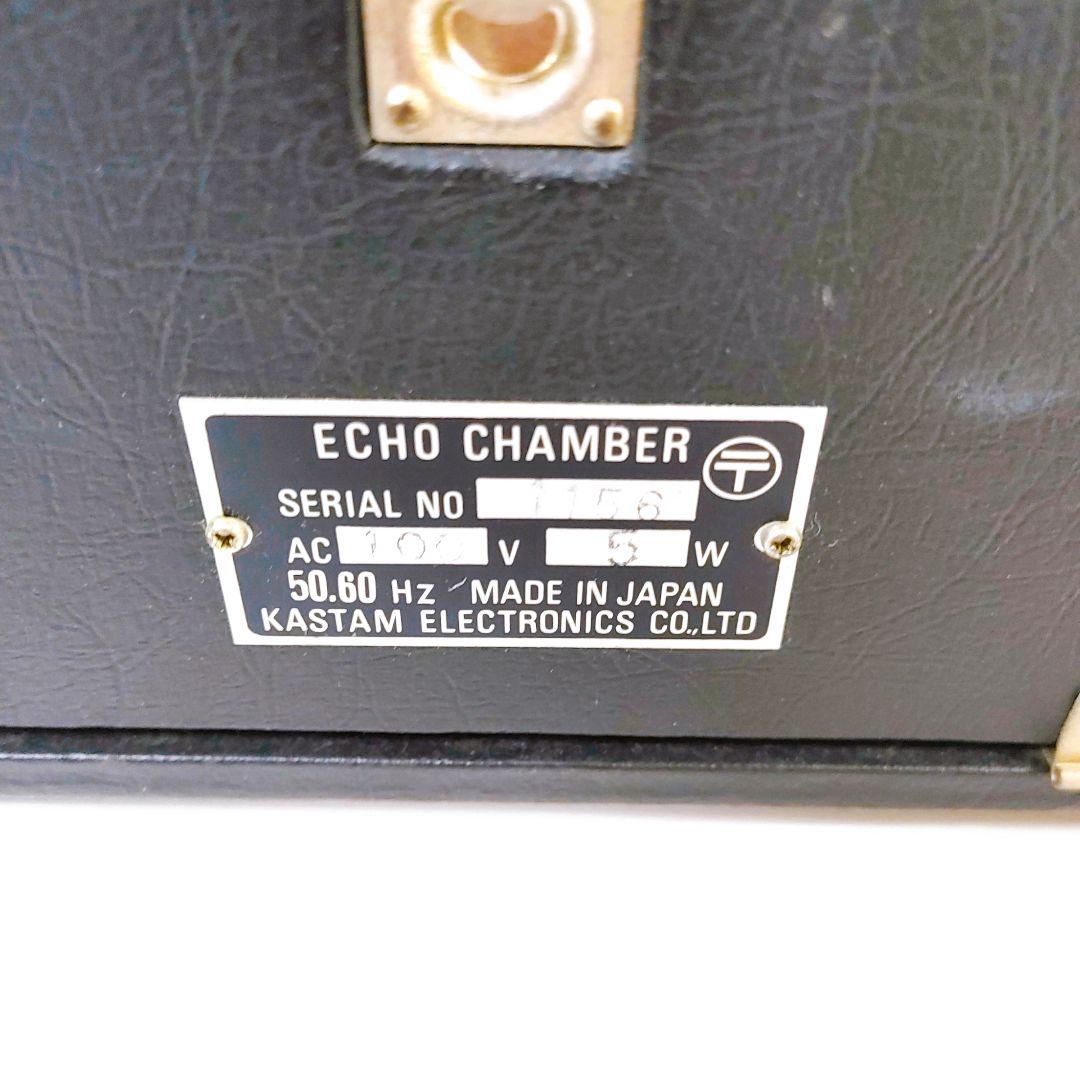 ECHO CHAMBER
SERIAL NO 1156
AC 100 V 5 W
50.60 Hz MADE IN JAPAN
KASTAM ELECTRONICS CO.,LTD